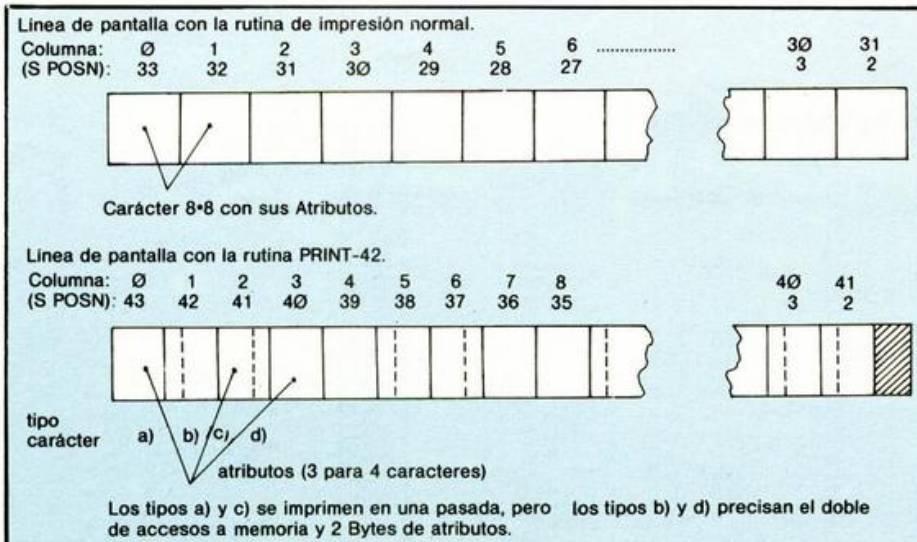 Línea de pantalla con la rutina de impresión normal.
Columna: Ø 1 2 3 4 5 6 .................. 3Ø 31
(S POSN): 33 32 31 3Ø 29 28 27 3 2
Carácter 8•8 con sus Atributos.
Línea de pantalla con la rutina PRINT-42.
Columna: Ø 1 2 3 4 5 6 7 8 4Ø 41
(S POSN): 43 42 41 4Ø 39 38 37 36 35 3 2
tipo
carácter a) b) c) d)
atributos (3 para 4 caracteres)
Los tipos a) y c) se imprimen en una pasada, pero los tipos b) y d) precisan el doble
de accesos a memoria y 2 Bytes de atributos.